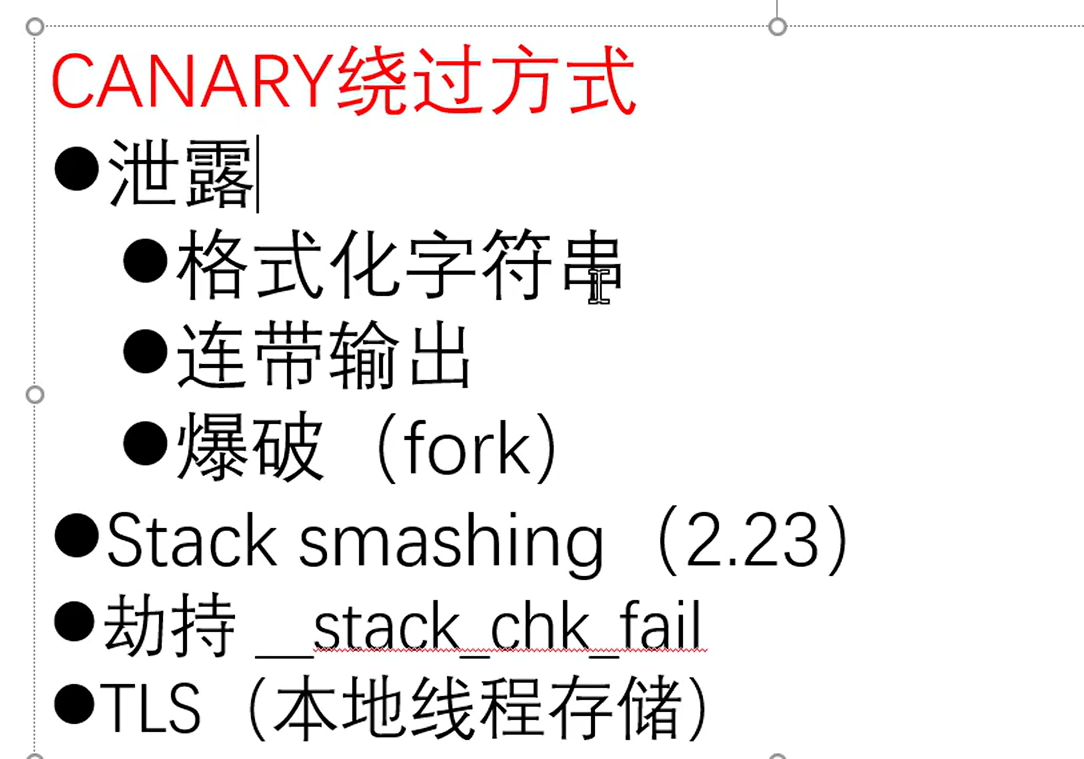 CANARY绕过方式
●泄露
●格式化字符串
●连带输出
●爆破（fork）
●Stack smashing（2.23）
●劫持 __stack_chk_fail
●TLS（本地线程存储）